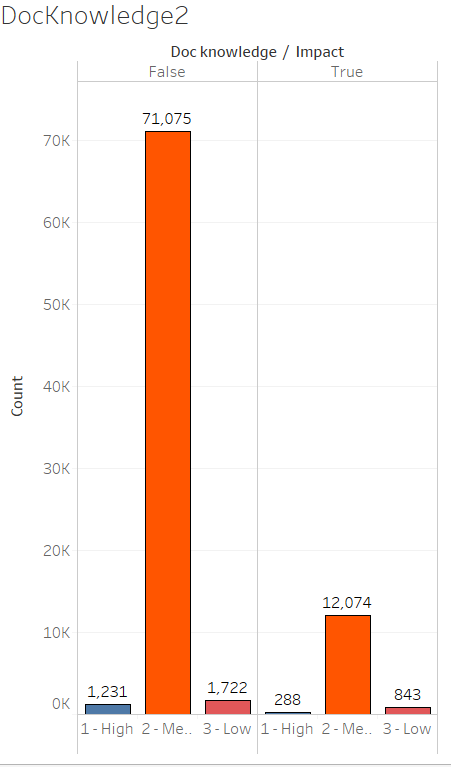 DocKnowledge2
Doc knowledge / Impact
False True
71,075
70K
60K
50K
40K
30K
20K
12,074
10K
1,231 1,722 288 843
0K
Count
1 - High 2 - Me.. 3 - Low 1 - High 2 - Me.. 3 - Low